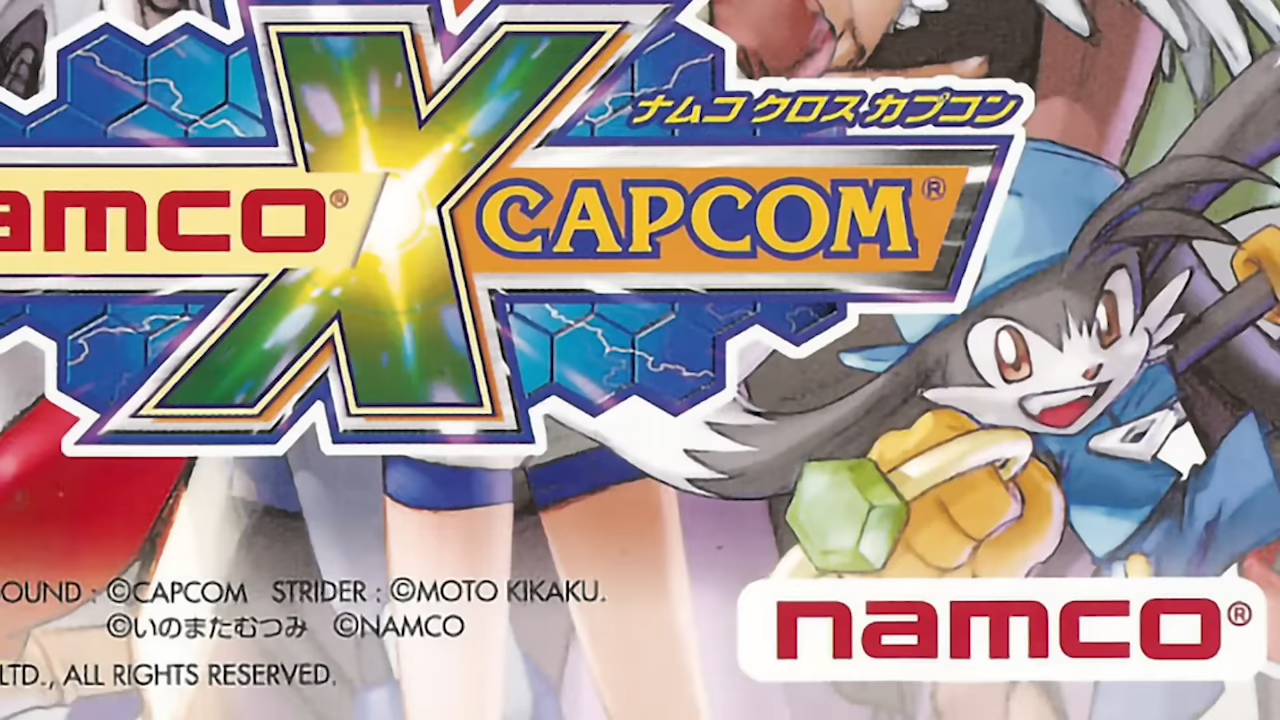 ナムコ クロス カプコン
amco® X CAPCOM®
OUND : ©CAPCOM STRIDER : ©MOTO KIKAKU.
©いのまたむつみ ©NAMCO
LTD., ALL RIGHTS RESERVED.
namco®